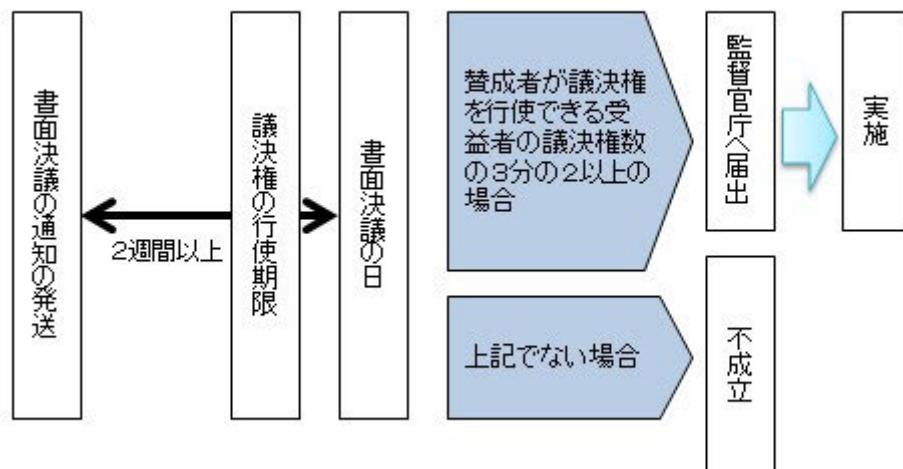 書面決議の通知の発送
2週間以上
議決権の行使期限
書面決議の日
賛成者が議決権
を行使できる受
益者の議決権数
の3分の2以上の
場合
監督官庁へ届出
実施
上記でない場合
不成立